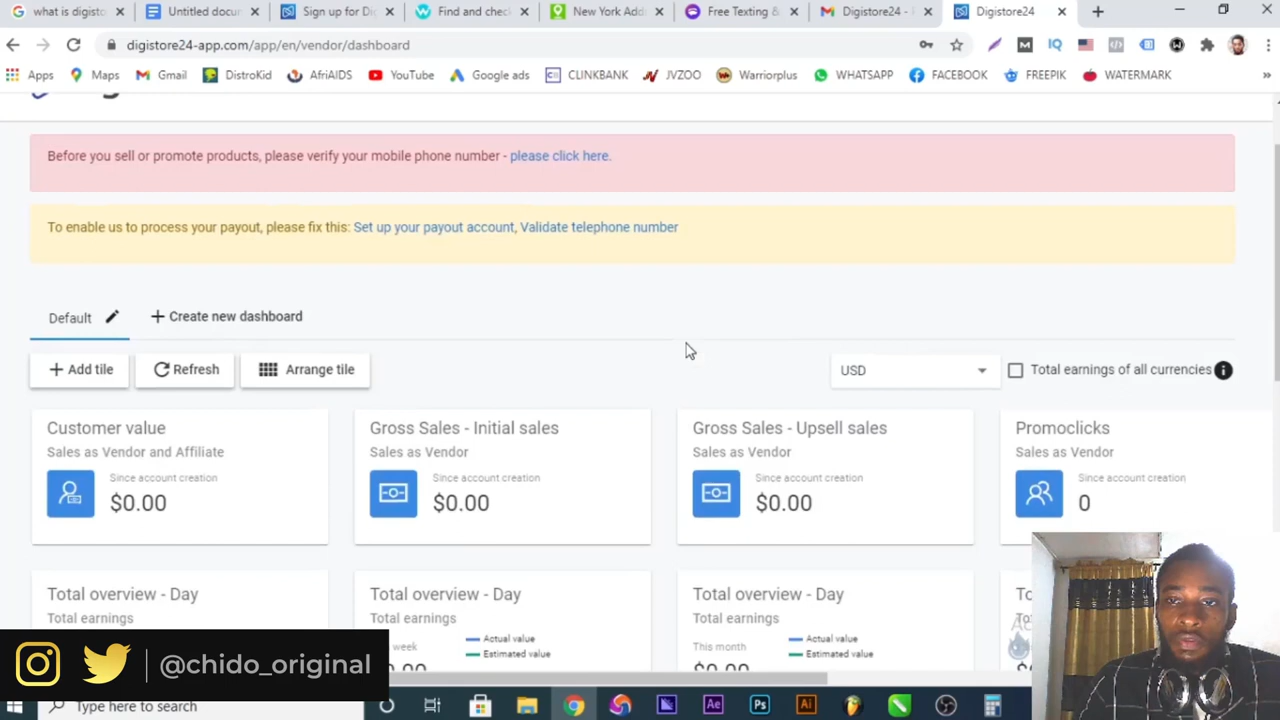 what is digisto
Untitled docur
Sign up for Dig
Find and check
New York Add
Free Texting &
Digistore24 -
Digistore24
digistore24-app.com/app/en/vendor/dashboard
Apps Maps Gmail DistroKid AfriAIDS YouTube Google ads CLINKBANK JVZOO Warriorplus WHATSAPP FACEBOOK FREEPIK WATERMARK »
Before you sell or promote products, please verify your mobile phone number - please click here.
To enable us to process your payout, please fix this: Set up your payout account, Validate telephone number
Default + Create new dashboard
+ Add tile Refresh Arrange tile USD Total earnings of all currencies
Customer value
Sales as Vendor and Affiliate
Since account creation
$0.00
Gross Sales - Initial sales
Sales as Vendor
Since account creation
$0.00
Gross Sales - Upsell sales
Sales as Vendor
Since account creation
$0.00
Promoclicks
Sales as Vendor
Since account creation
0
Total overview - Day
Total earnings
Total overview - Day
Total earnings
week
Actual value
Estimated value
Total overview - Day
Total earnings
This month
Actual value
Estimated value
$0.00
@chido_original
Type here to search